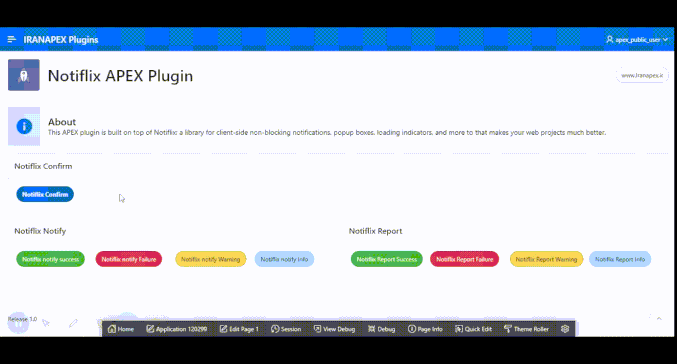 IRANAPEX Plugins
apex_public_user
Notiflix APEX Plugin
www.Iranapex.ir
About
This APEX plugin is built on top of Notiflix: a library for client-side non-blocking notifications, popup boxes, loading indicators, and more to that makes your web projects much better.
Notiflix Confirm
Notiflix Confirm
Notiflix Notify
Notiflix Report
Notiflix notify success
Notiflix notify Failure
Notiflix notify Warning
Notiflix notify Info
Notiflix Report Success
Notiflix Report Failure
Notiflix Report Warning
Notiflix Report Info
Release 1.0
Home
Application 120299
Edit Page 1
Session
View Debug
Debug
Page Info
Quick Edit
Theme Roller